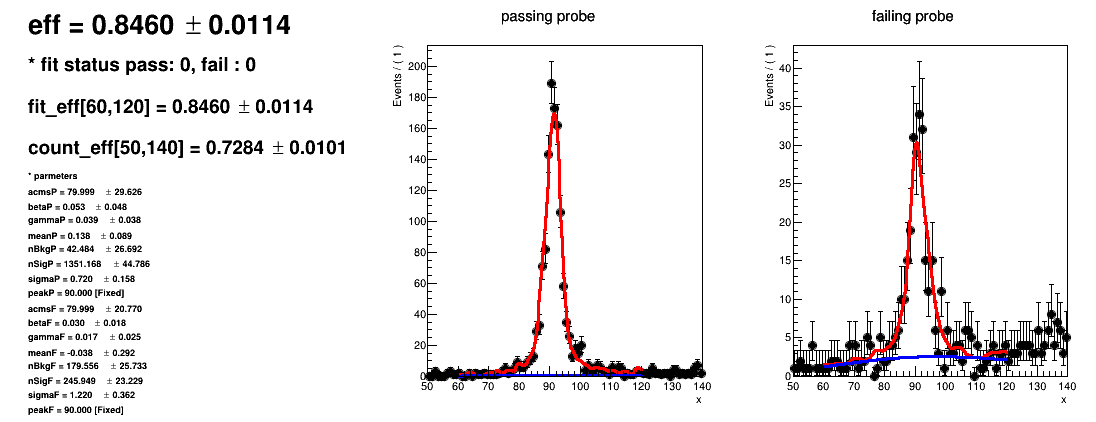 eff = 0.8460 ± 0.0114
* fit status pass: 0, fail : 0
fit_eff[60,120] = 0.8460 ± 0.0114
count_eff[50,140] = 0.7284 ± 0.0101
* parmeters
acmsP = 79.999 ± 29.626
betaP = 0.053 ± 0.048
gammaP = 0.039 ± 0.038
meanP = 0.138 ± 0.089
nBkgP = 42.484 ± 26.692
nSigP = 1351.168 ± 44.786
sigmaP = 0.720 ± 0.158
peakP = 90.000 [Fixed]
acmsF = 79.999 ± 20.770
betaF = 0.030 ± 0.018
gammaF = 0.017 ± 0.025
meanF = -0.038 ± 0.292
nBkgF = 179.556 ± 25.733
nSigF = 245.949 ± 23.229
sigmaF = 1.220 ± 0.362
peakF = 90.000 [Fixed]
passing probe
Events / ( 1 )
200
180
160
140
120
100
80
60
40
20
0
50 60 70 80 90 100 110 120 130 140
x
failing probe
Events / ( 1 )
40
35
30
25
20
15
10
5
0
50 60 70 80 90 100 110 120 130 140
x